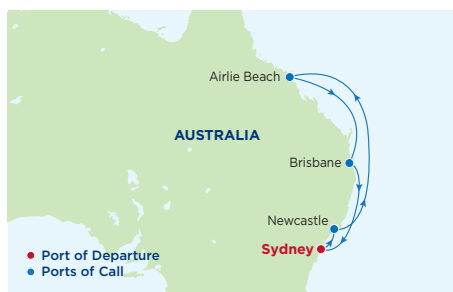 Airlie Beach
AUSTRALIA
Brisbane
Newcastle
Sydney
Port of Departure
Ports of Call